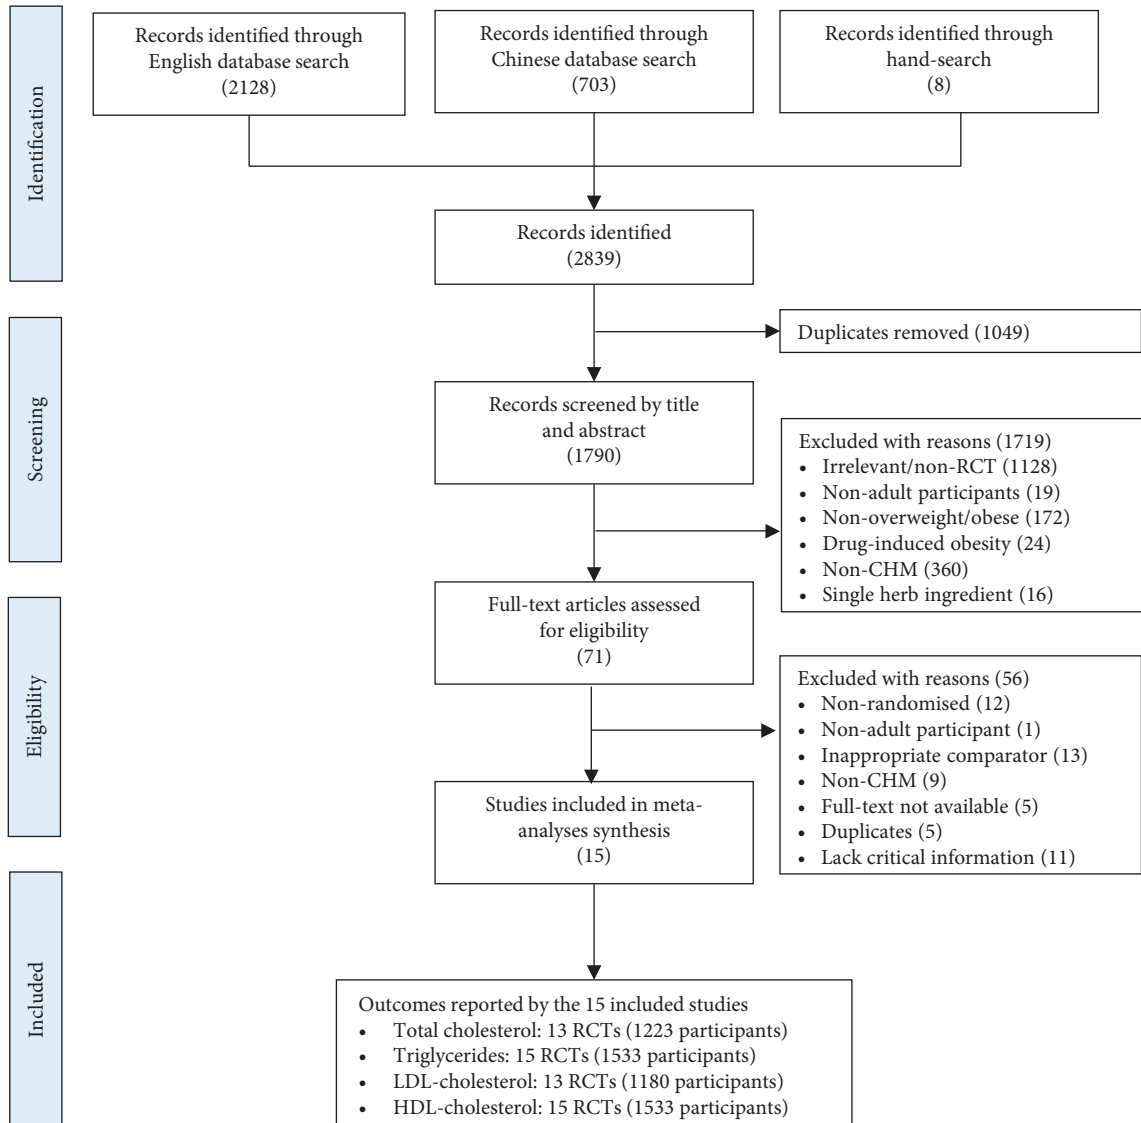 Identification
Records identified through
English database search
(2128)
Records identified through
Chinese database search
(703)
Records identified through
hand-search
(8)
Records identified
(2839)
Screening
Duplicates removed (1049)
Records screened by title
and abstract
(1790)
Excluded with reasons (1719)
• Irrelevant/non-RCT (1128)
• Non-adult participants (19)
• Non-overweight/obese (172)
• Drug-induced obesity (24)
• Non-CHM (360)
• Single herb ingredient (16)
Eligibility
Full-text articles assessed
for eligibility
(71)
Excluded with reasons (56)
• Non-randomised (12)
• Non-adult participant (1)
• Inappropriate comparator (13)
• Non-CHM (9)
• Full-text not available (5)
• Duplicates (5)
• Lack critical information (11)
Studies included in meta-
analyses synthesis
(15)
Included
Outcomes reported by the 15 included studies
• Total cholesterol: 13 RCTs (1223 participants)
• Triglycerides: 15 RCTs (1533 participants)
• LDL-cholesterol: 13 RCTs (1180 participants)
• HDL-cholesterol: 15 RCTs (1533 participants)